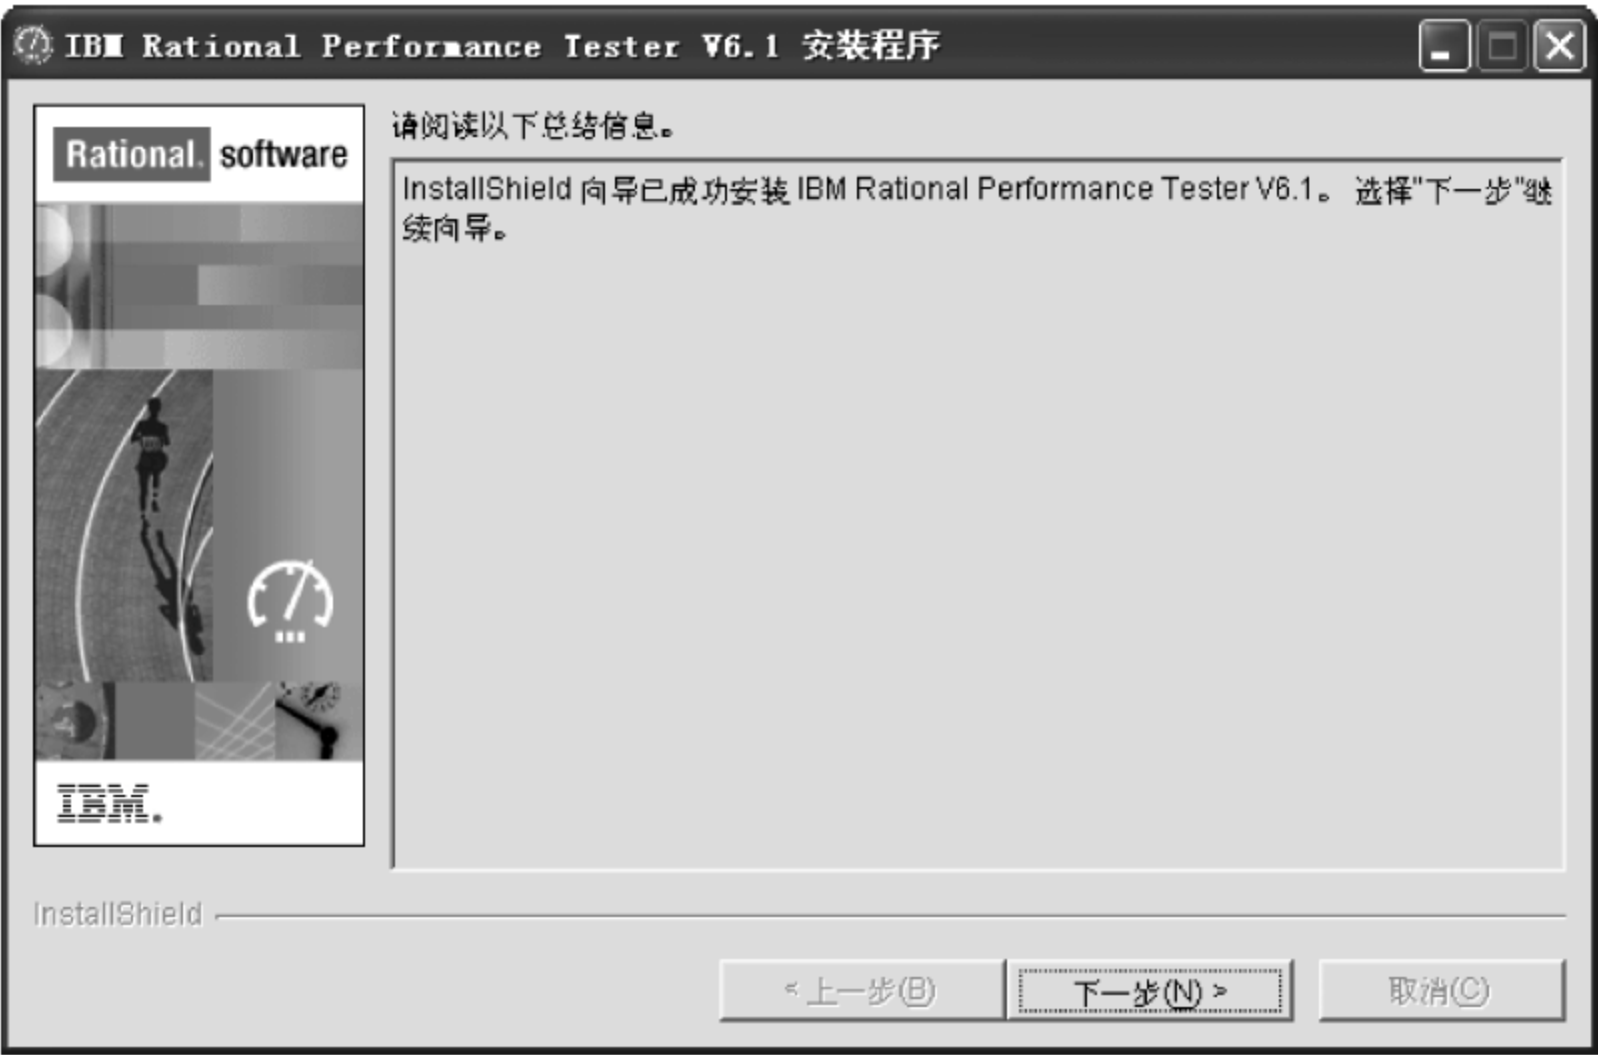 IBM Rational Performance Tester V6.1 安装程序
Rational. software
请阅读以下总结信息。
InstallShield 向导已成功安装 IBM Rational Performance Tester V6.1。 选择"下一步"继
续向导。
IBM.
InstallShield
< 上一步(B)
下一步(N) >
取消(C)